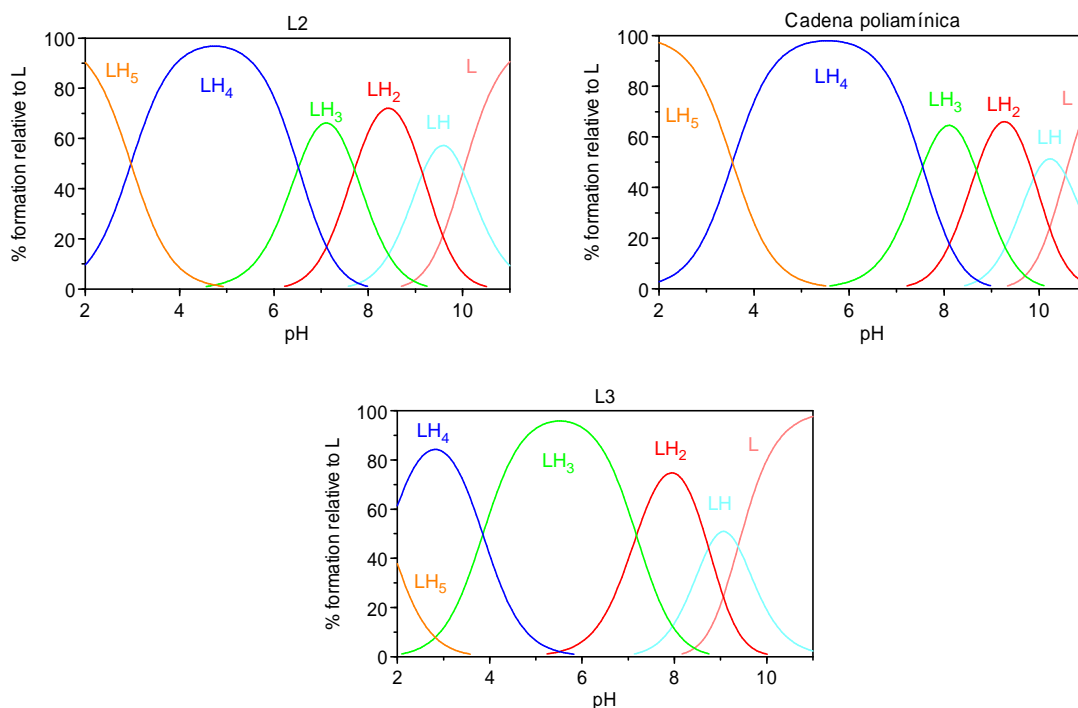 L2
% formation relative to L
100
80
60
40
20
0
LH5
LH4
LH3
LH2
LH
L
2 4 6 8 10
pH
Cadena poliamínica
% formation relative to L
100
80
60
40
20
0
LH5
LH4
LH3
LH2
LH
L
2 4 6 8 10
pH
L3
% formation relative to L
100
80
60
40
20
0
LH4
LH5
LH3
LH2
LH
L
2 4 6 8 10
pH